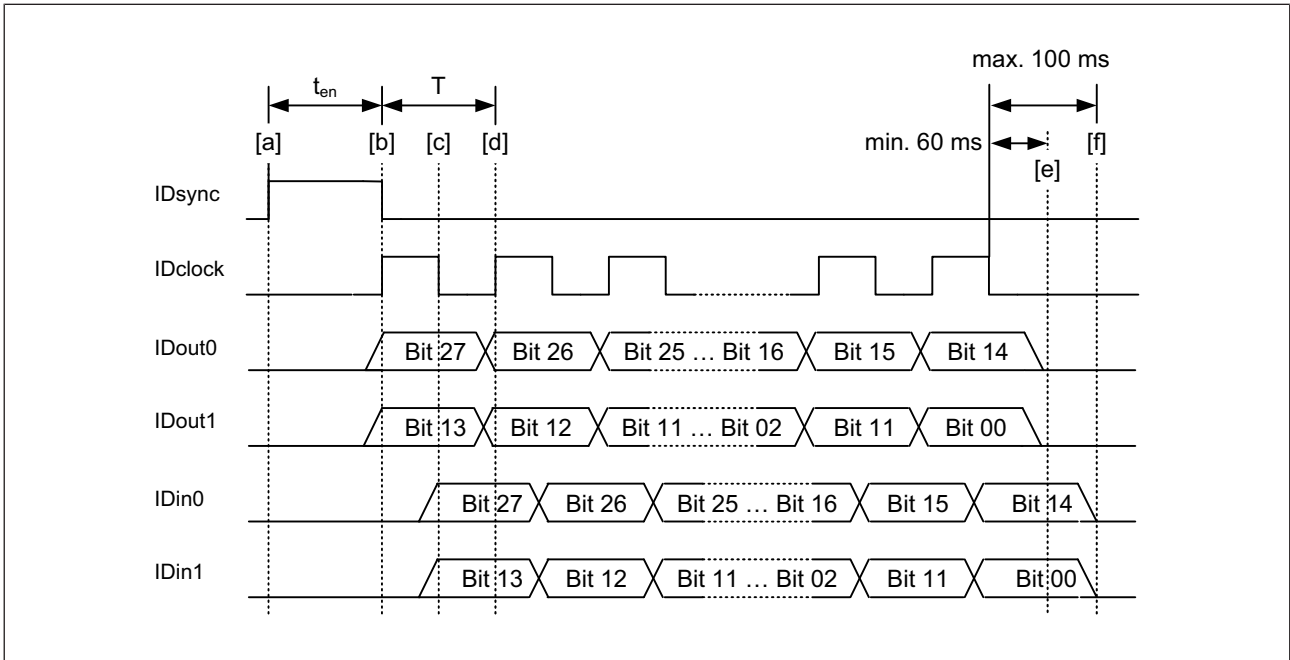 max. 100 ms
t_en T
[a] [b] [c] [d] min. 60 ms [f]
[e]
IDsync
IDclock
IDout0 Bit 27 Bit 26 Bit 25 … Bit 16 Bit 15 Bit 14
IDout1 Bit 13 Bit 12 Bit 11 … Bit 02 Bit 11 Bit 00
IDin0 Bit 27 Bit 26 Bit 25 … Bit 16 Bit 15 Bit 14
IDin1 Bit 13 Bit 12 Bit 11 … Bit 02 Bit 11 Bit 00